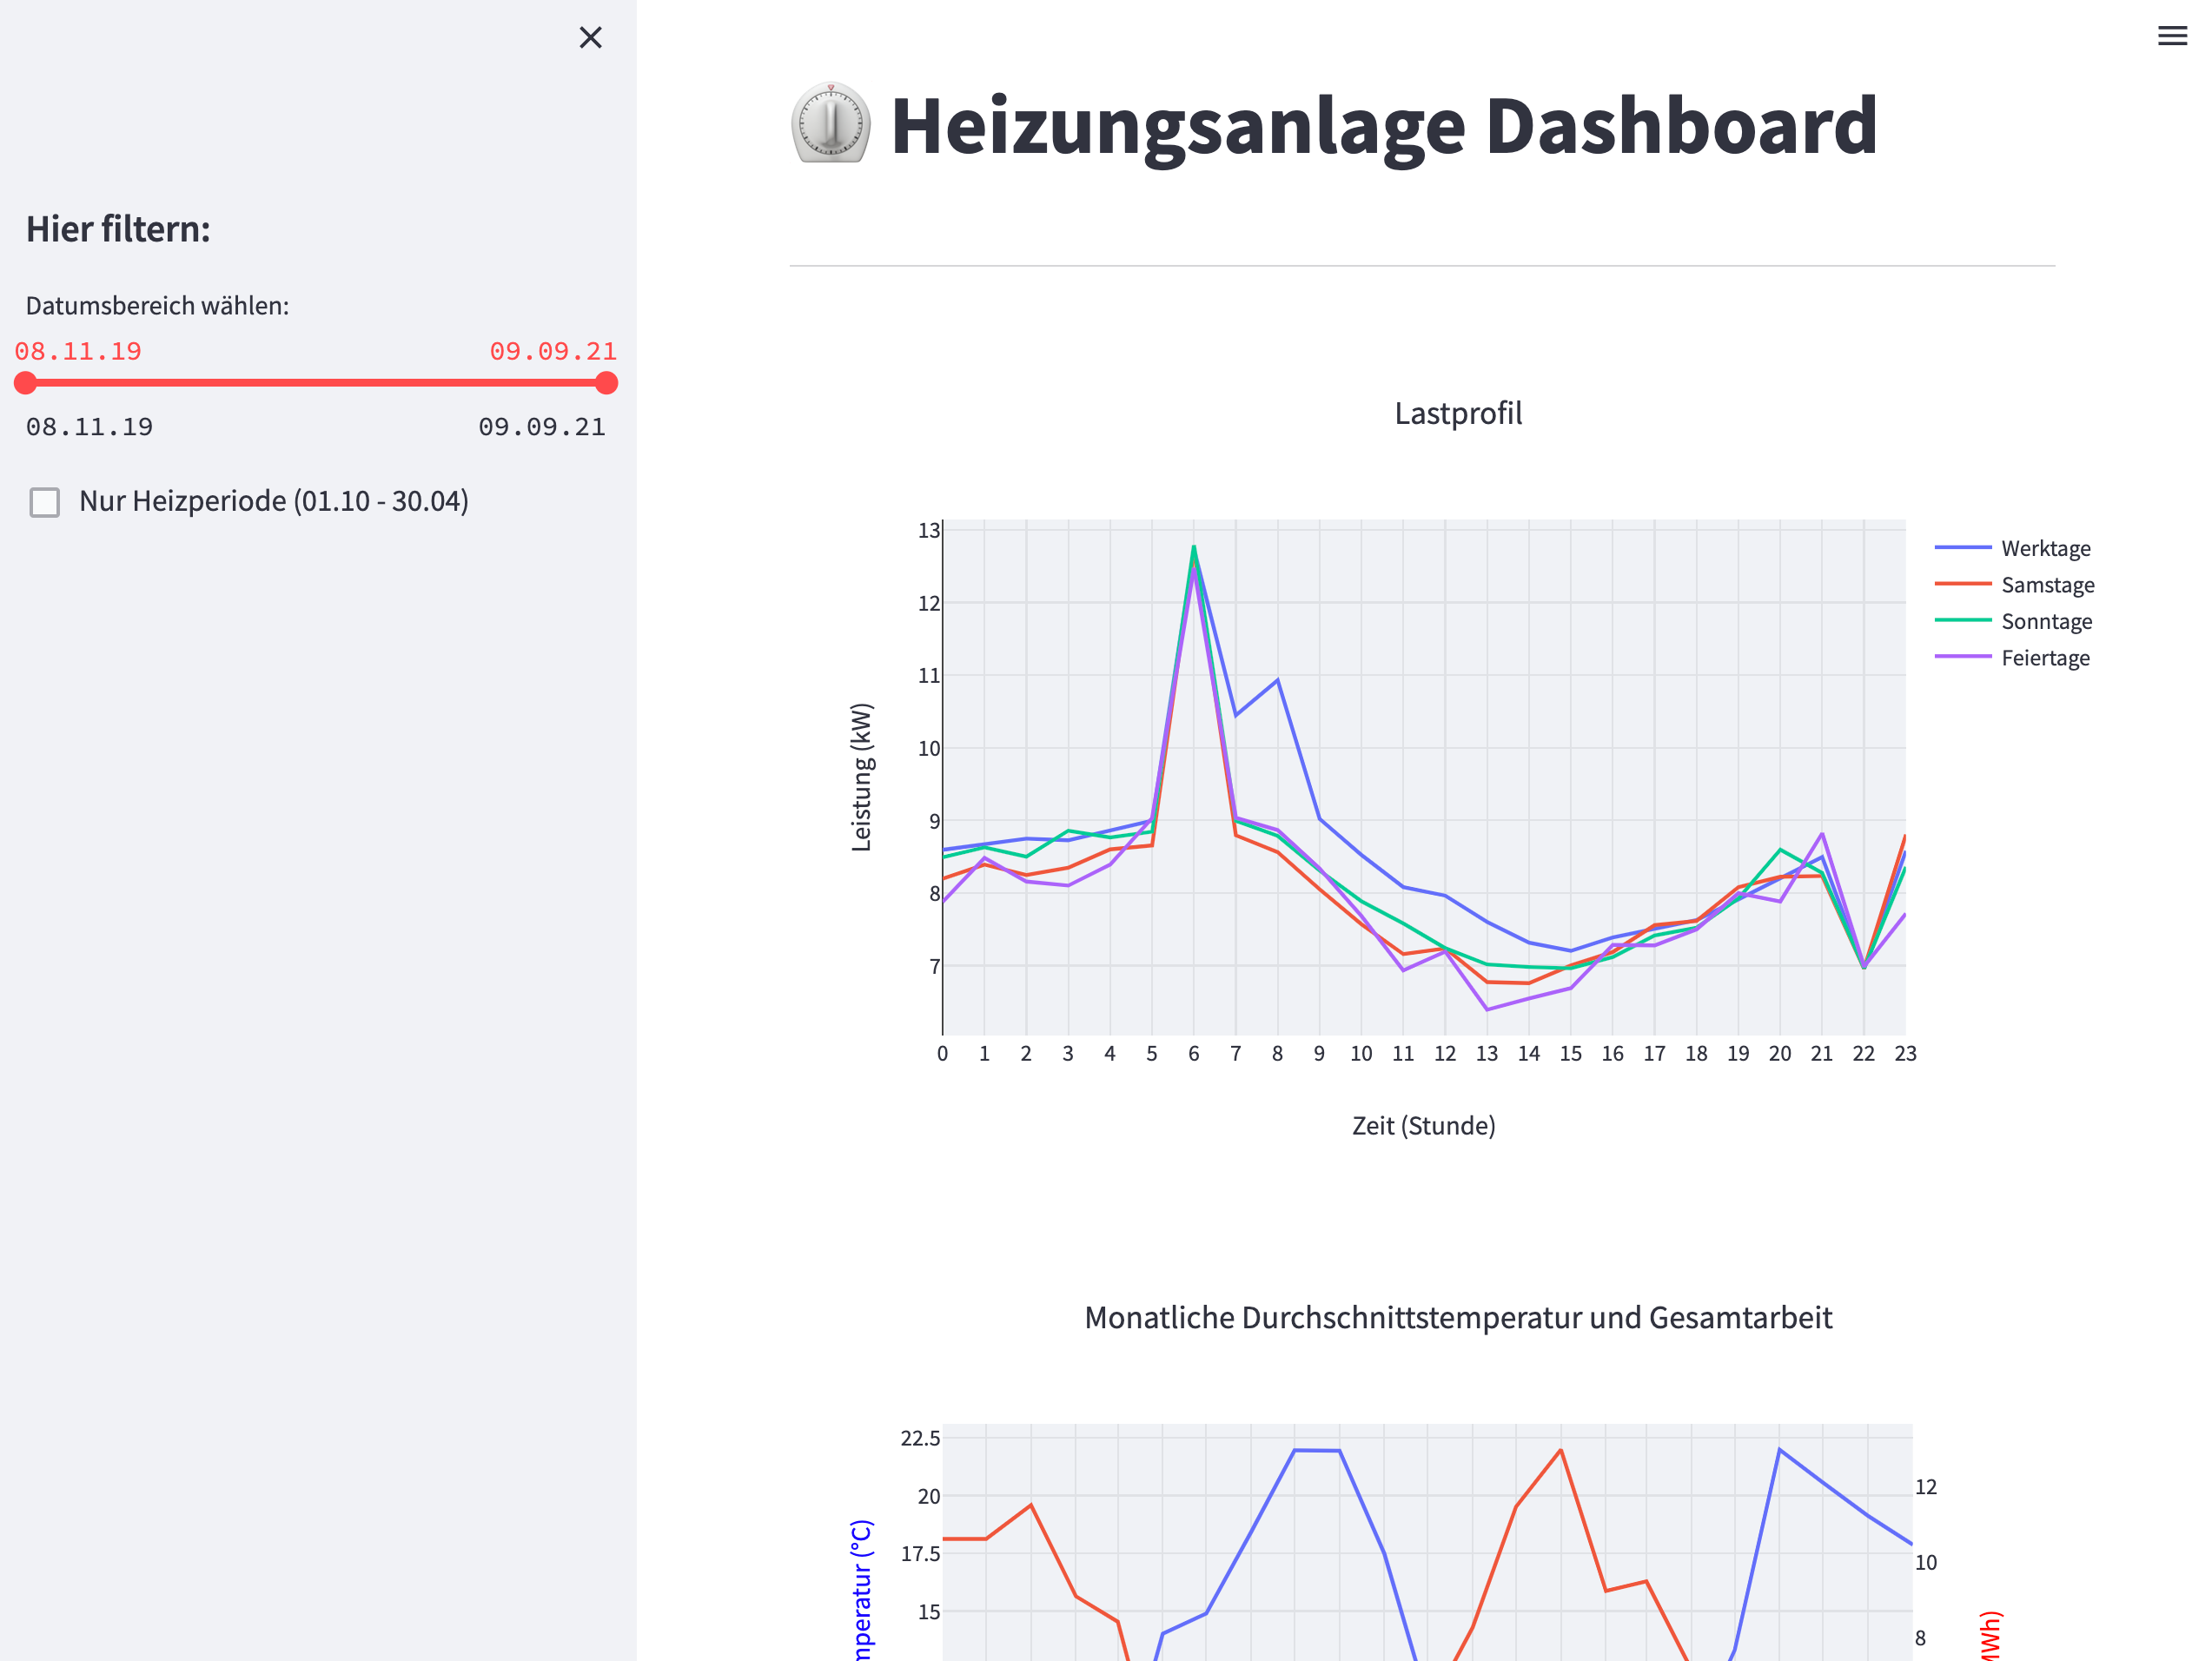 Heizungsanlage Dashboard
Hier filtern:
Datumsbereich wählen:
08.11.19 09.09.21
08.11.19 09.09.21
Nur Heizperiode (01.10 - 30.04)
Lastprofil
13
12
11
10
9
8
7
Leistung (kW)
0 1 2 3 4 5 6 7 8 9 10 11 12 13 14 15 16 17 18 19 20 21 22 23
Zeit (Stunde)
Werktage
Samstage
Sonntage
Feiertage
Monatliche Durchschnittstemperatur und Gesamtarbeit
22.5
20
17.5
15
(°C)
12
10
8